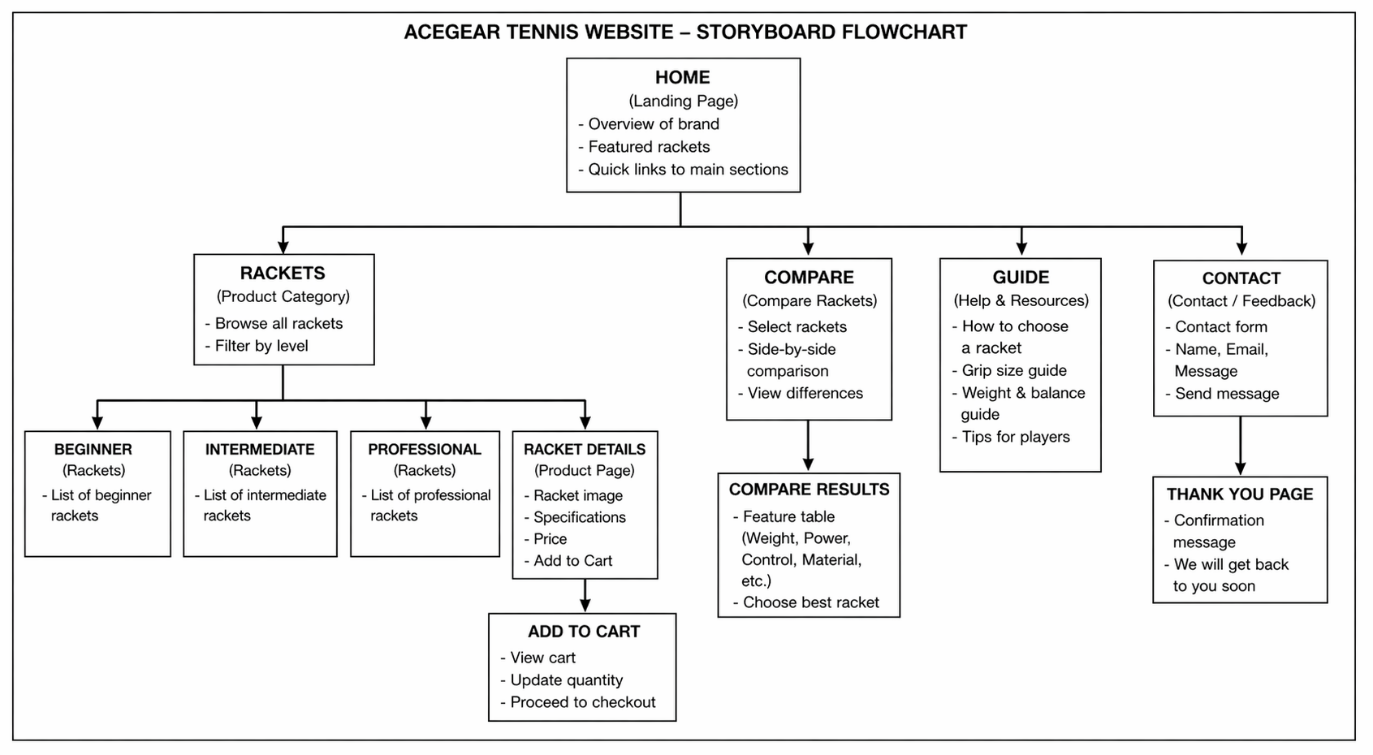 ACEGEAR TENNIS WEBSITE – STORYBOARD FLOWCHART
HOME
(Landing Page)
- Overview of brand
- Featured rackets
- Quick links to main sections
RACKETS
(Product Category)
- Browse all rackets
- Filter by level
COMPARE
(Compare Rackets)
- Select rackets
- Side-by-side
comparison
- View differences
GUIDE
(Help & Resources)
- How to choose
a racket
- Grip size guide
- Weight & balance
guide
- Tips for players
CONTACT
(Contact / Feedback)
- Contact form
- Name, Email,
Message
- Send message
BEGINNER
(Rackets)
- List of beginner
rackets
INTERMEDIATE
(Rackets)
- List of intermediate
rackets
PROFESSIONAL
(Rackets)
- List of professional
rackets
RACKET DETAILS
(Product Page)
- Racket image
- Specifications
- Price
- Add to Cart
COMPARE RESULTS
- Feature table
(Weight, Power,
Control, Material,
etc.)
- Choose best racket
THANK YOU PAGE
- Confirmation
message
- We will get back
to you soon
ADD TO CART
- View cart
- Update quantity
- Proceed to checkout